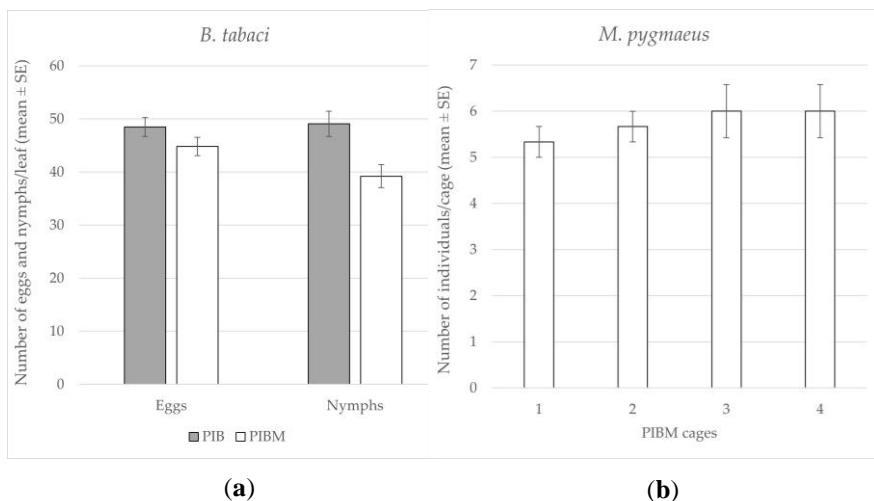 B. tabaci
Number of eggs and nymphs/leaf (mean ± SE)
60
50
40
30
20
10
0
Eggs
Nymphs
PIB
PIBM
(a)
M. pygmaeus
Number of individuals/cage (mean ± SE)
7
6
5
4
3
2
1
0
1
2
3
4
PIBM cages
(b)